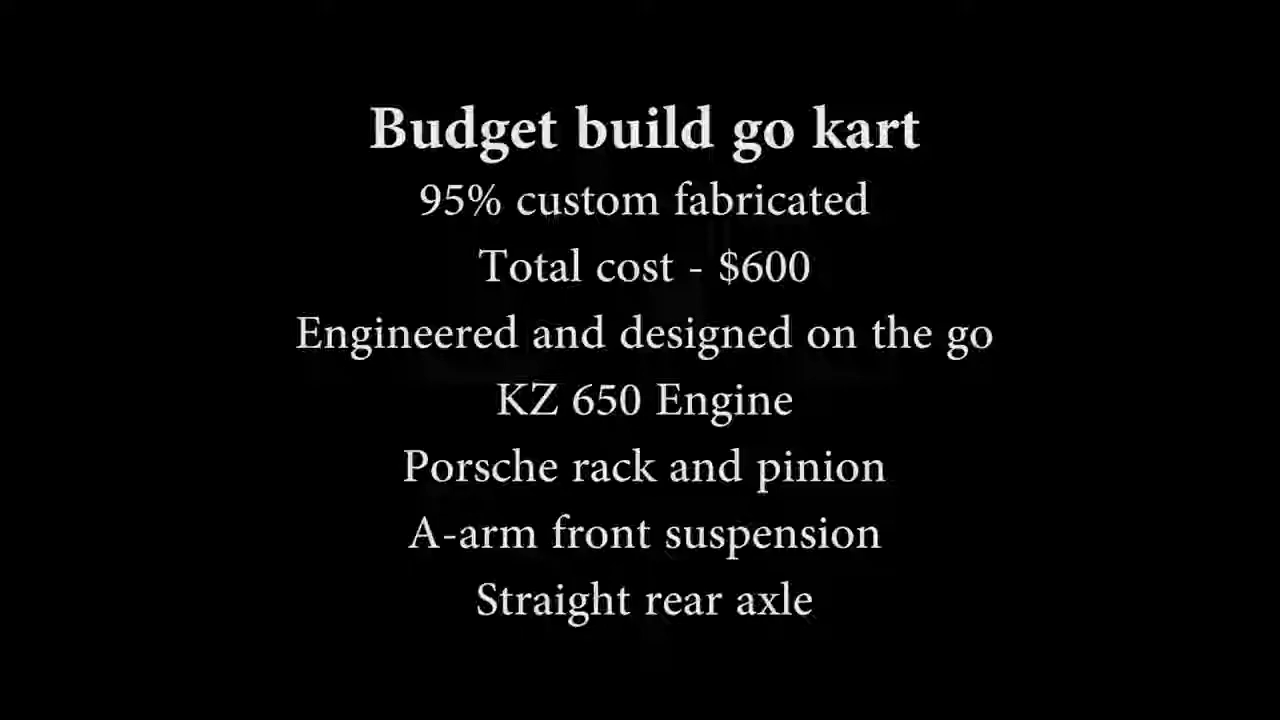 Budget build go kart
95% custom fabricated
Total cost - $600
Engineered and designed on the go
KZ 650 Engine
Porsche rack and pinion
A-arm front suspension
Straight rear axle